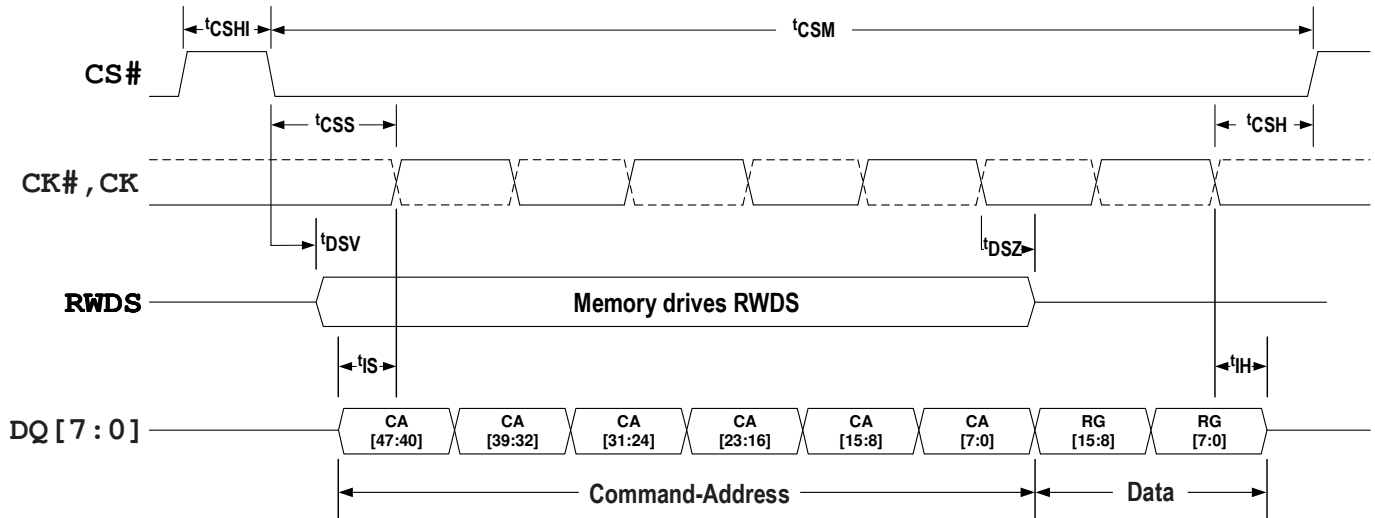 tCSHI
tCSM
CS#
tCSS
tCSH
CK#,CK
tDSV
tDSZ
RWDS
Memory drives RWDS
tIS
tIH
DQ[7:0]
CA
[47:40]
CA
[39:32]
CA
[31:24]
CA
[23:16]
CA
[15:8]
CA
[7:0]
RG
[15:8]
RG
[7:0]
Command-Address
Data